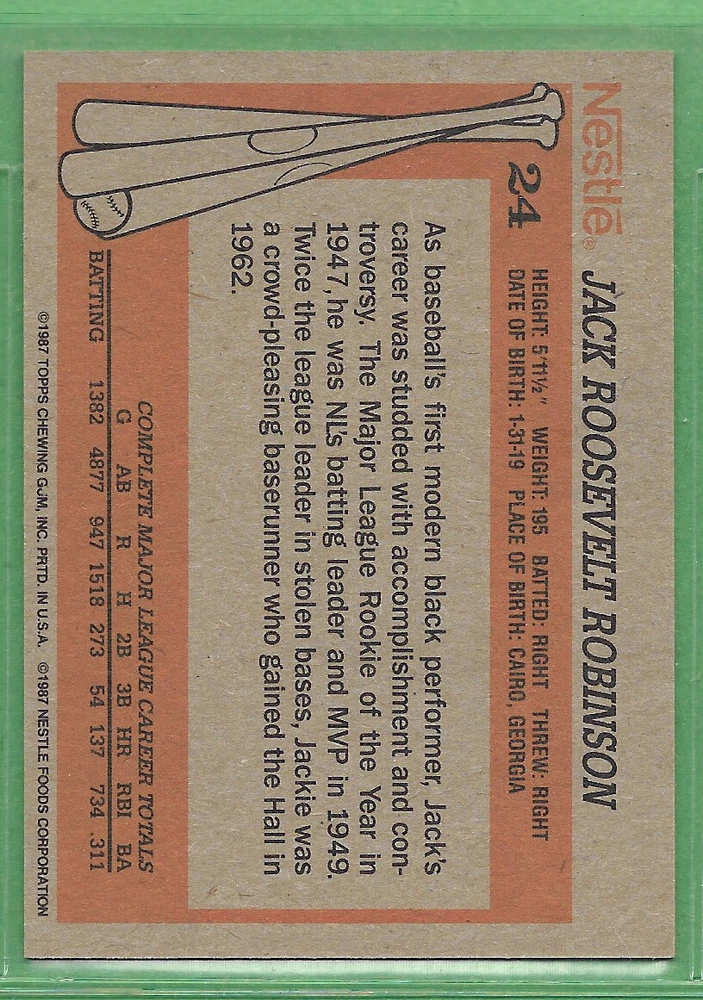 Nestlé®
24
JACK ROOSEVELT ROBINSON
HEIGHT: 5'11½" WEIGHT: 195 BATTED: RIGHT THREW: RIGHT
DATE OF BIRTH: 1-31-19 PLACE OF BIRTH: CAIRO, GEORGIA
As baseball's first modern black performer, Jack's
career was studded with accomplishment and con-
troversy. The Major League Rookie of the Year in
1947, he was NL's batting leader and MVP in 1949.
Twice the league leader in stolen bases, Jackie was
a crowd-pleasing baserunner who gained the Hall in
1962.
COMPLETE MAJOR LEAGUE CAREER TOTALS
G AB R H 2B 3B HR RBI BA
BATTING 1382 4877 947 1518 273 54 137 734 .311
©1987 TOPPS CHEWING GUM, INC. PRTD. IN U.S.A. ©1987 NESTLE FOODS CORPORATION